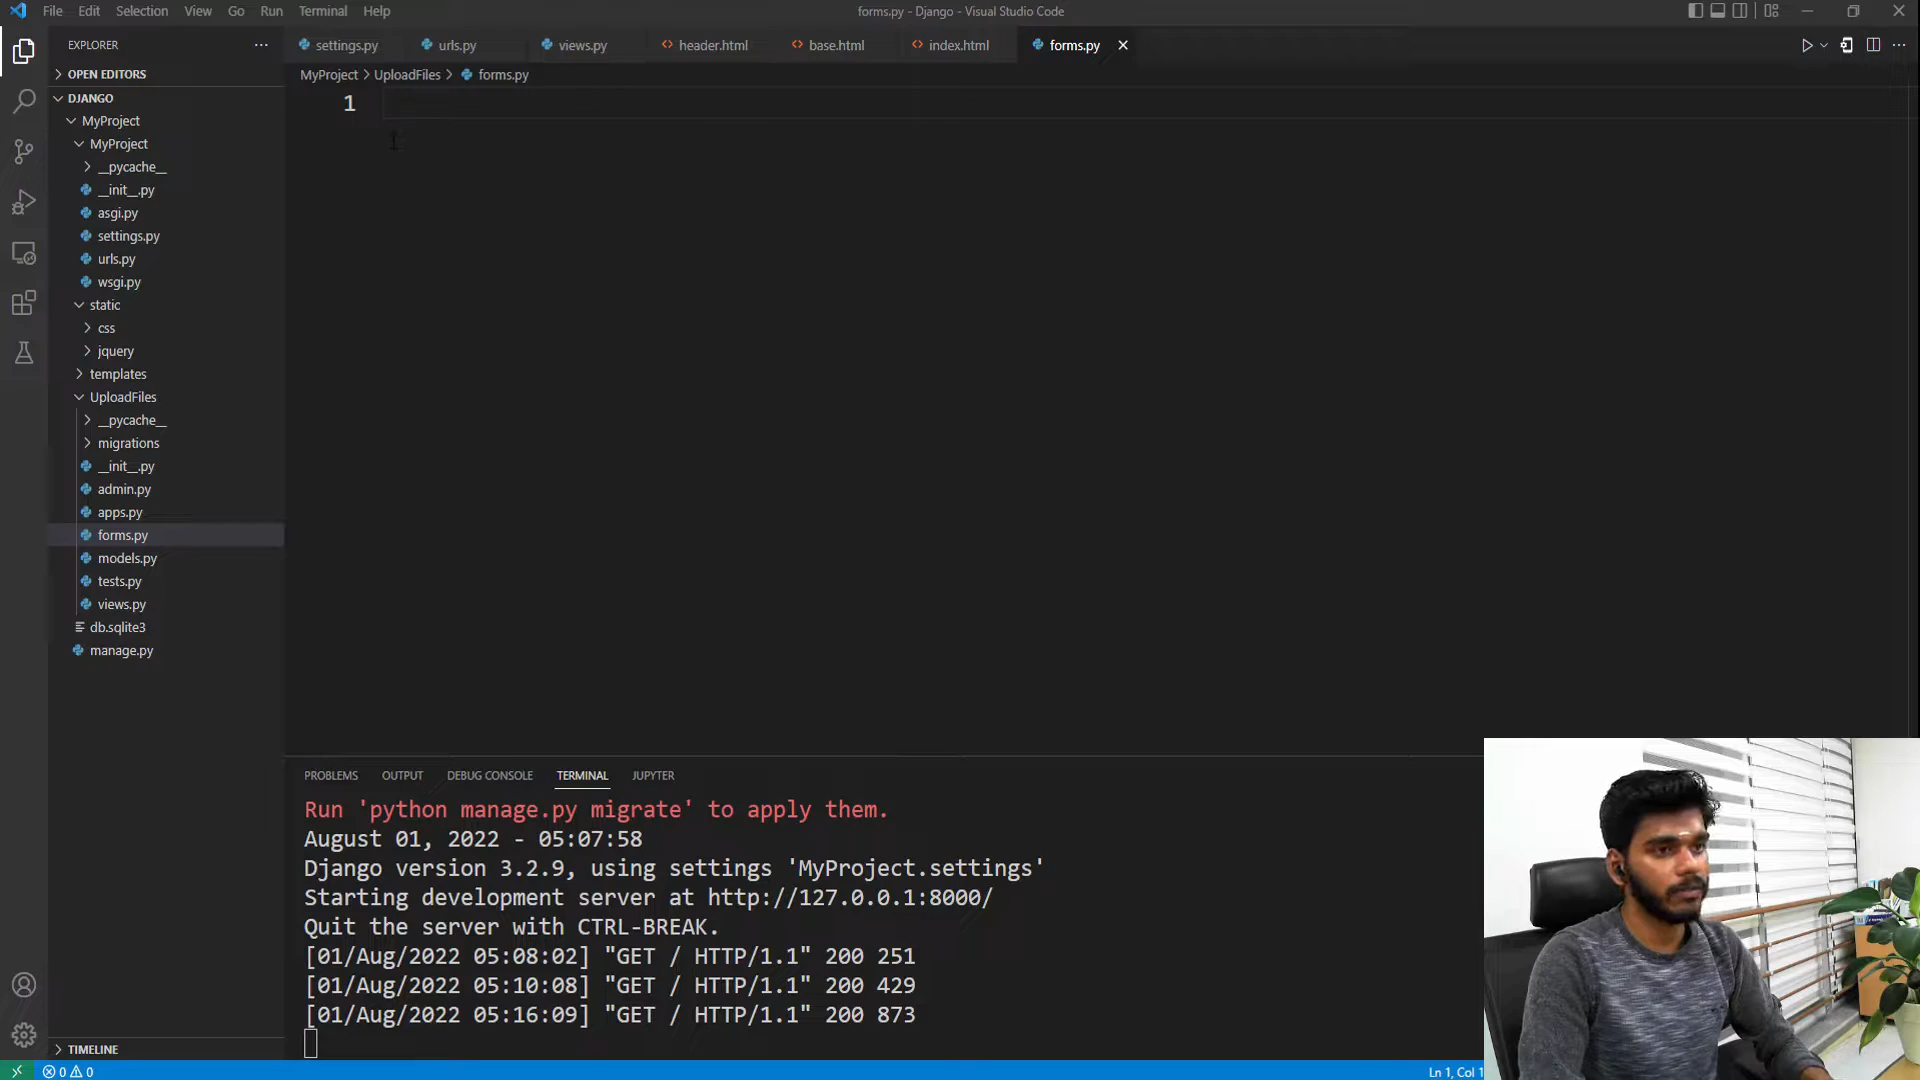 File Edit Selection View Go Run Terminal Help
forms.py - Django - Visual Studio Code
EXPLORER
settings.py
urls.py
views.py
header.html
base.html
index.html
forms.py
OPEN EDITORS
MyProject > UploadFiles > forms.py
DJANGO
1
MyProject
MyProject
__pycache__
__init__.py
asgi.py
settings.py
urls.py
wsgi.py
static
css
jquery
templates
UploadFiles
__pycache__
migrations
__init__.py
admin.py
apps.py
forms.py
models.py
tests.py
views.py
db.sqlite3
manage.py
PROBLEMS OUTPUT DEBUG CONSOLE TERMINAL JUPYTER
Run 'python manage.py migrate' to apply them.
August 01, 2022 - 05:07:58
Django version 3.2.9, using settings 'MyProject.settings'
Starting development server at http://127.0.0.1:8000/
Quit the server with CTRL-BREAK.
[01/Aug/2022 05:08:02] "GET / HTTP/1.1" 200 251
[01/Aug/2022 05:10:08] "GET / HTTP/1.1" 200 429
[01/Aug/2022 05:16:09] "GET / HTTP/1.1" 200 873
TIMELINE
0 0
Ln 1, Col 1